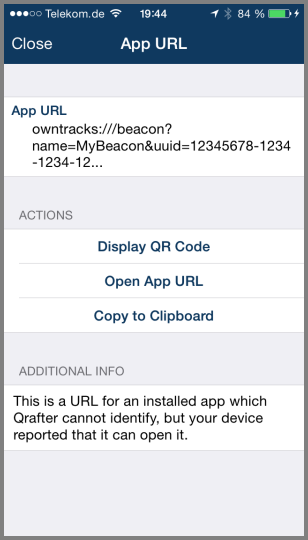 Telekom.de 19:44 84 %
Close App URL
App URL
owntracks:///beacon?
name=MyBeacon&uuid=12345678-1234
-1234-12...
ACTIONS
Display QR Code
Open App URL
Copy to Clipboard
ADDITIONAL INFO
This is a URL for an installed app which
Qrafter cannot identify, but your device
reported that it can open it.